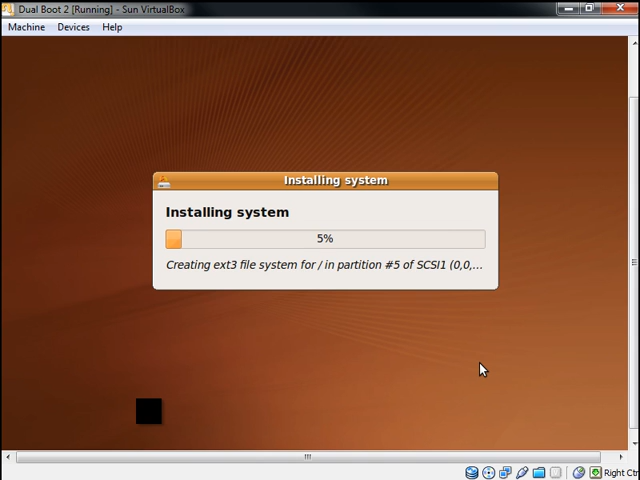 Dual Boot 2 [Running] - Sun VirtualBox
Machine Devices Help
Installing system
Installing system
5%
Creating ext3 file system for / in partition #5 of SCSI1 (0,0,...
Right Ctr